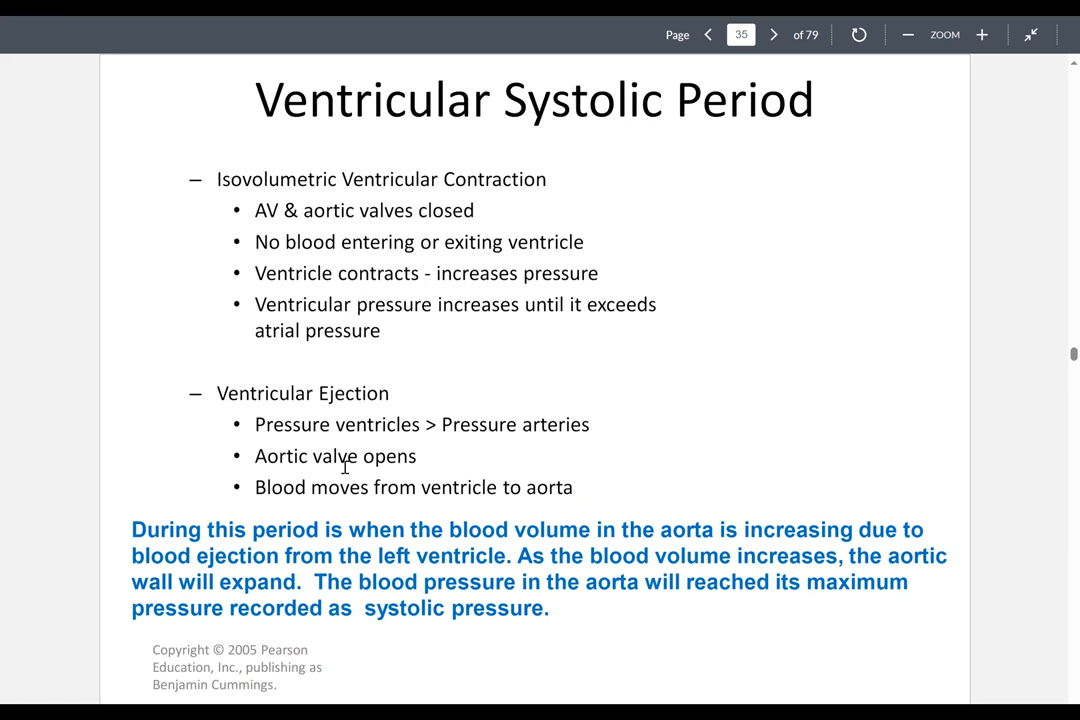 Page 35 of 79 ZOOM
Ventricular Systolic Period
– Isovolumetric Ventricular Contraction
• AV & aortic valves closed
• No blood entering or exiting ventricle
• Ventricle contracts - increases pressure
• Ventricular pressure increases until it exceeds
atrial pressure
– Ventricular Ejection
• Pressure ventricles > Pressure arteries
• Aortic valve opens
• Blood moves from ventricle to aorta
During this period is when the blood volume in the aorta is increasing due to
blood ejection from the left ventricle. As the blood volume increases, the aortic
wall will expand.  The blood pressure in the aorta will reached its maximum
pressure recorded as  systolic pressure.
Copyright © 2005 Pearson
Education, Inc., publishing as
Benjamin Cummings.